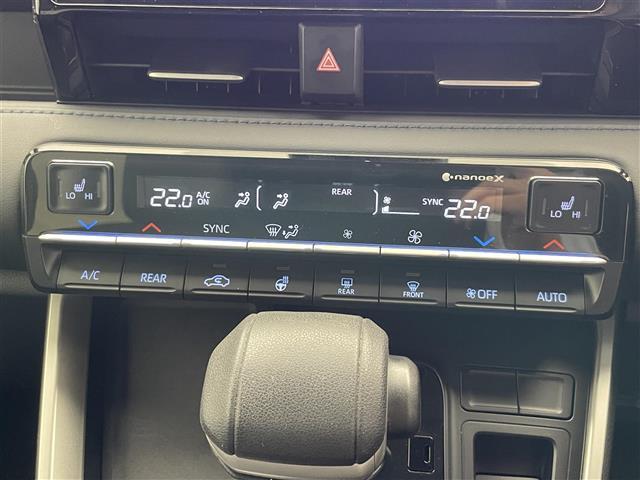 nanoeX
LO HI
22.0 A/C ON
REAR
SYNC 22.0
LO HI
SYNC
A/C REAR REAR FRONT OFF AUTO